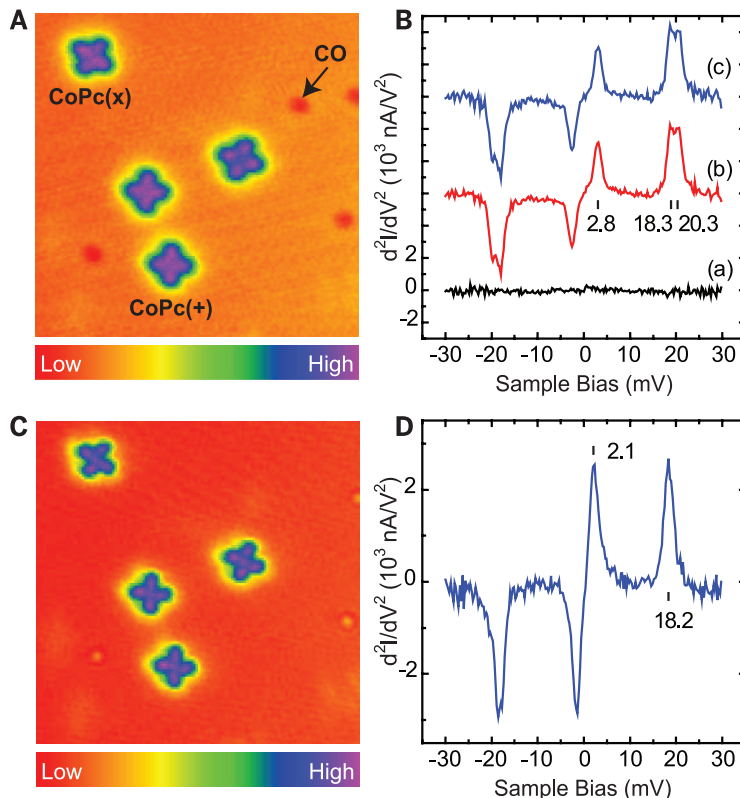 A
CO
CoPc(x)
CoPc(+)
Low High
B
d²I/dV² (10³ nA/V²)
(c)
(b)
2.8 18.3 20.3
(a)
2
0
-2
-30 -20 -10 0 10 20 30
Sample Bias (mV)
C
Low High
D
d²I/dV² (10³ nA/V²)
2.1
2
0
18.2
-2
-30 -20 -10 0 10 20 30
Sample Bias (mV)